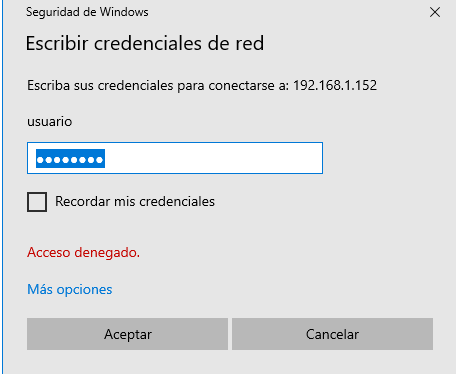 Seguridad de Windows
Escribir credenciales de red
Escriba sus credenciales para conectarse a: 192.168.1.152
usuario
●●●●●●●●
Recordar mis credenciales
Acceso denegado.
Más opciones
Aceptar
Cancelar